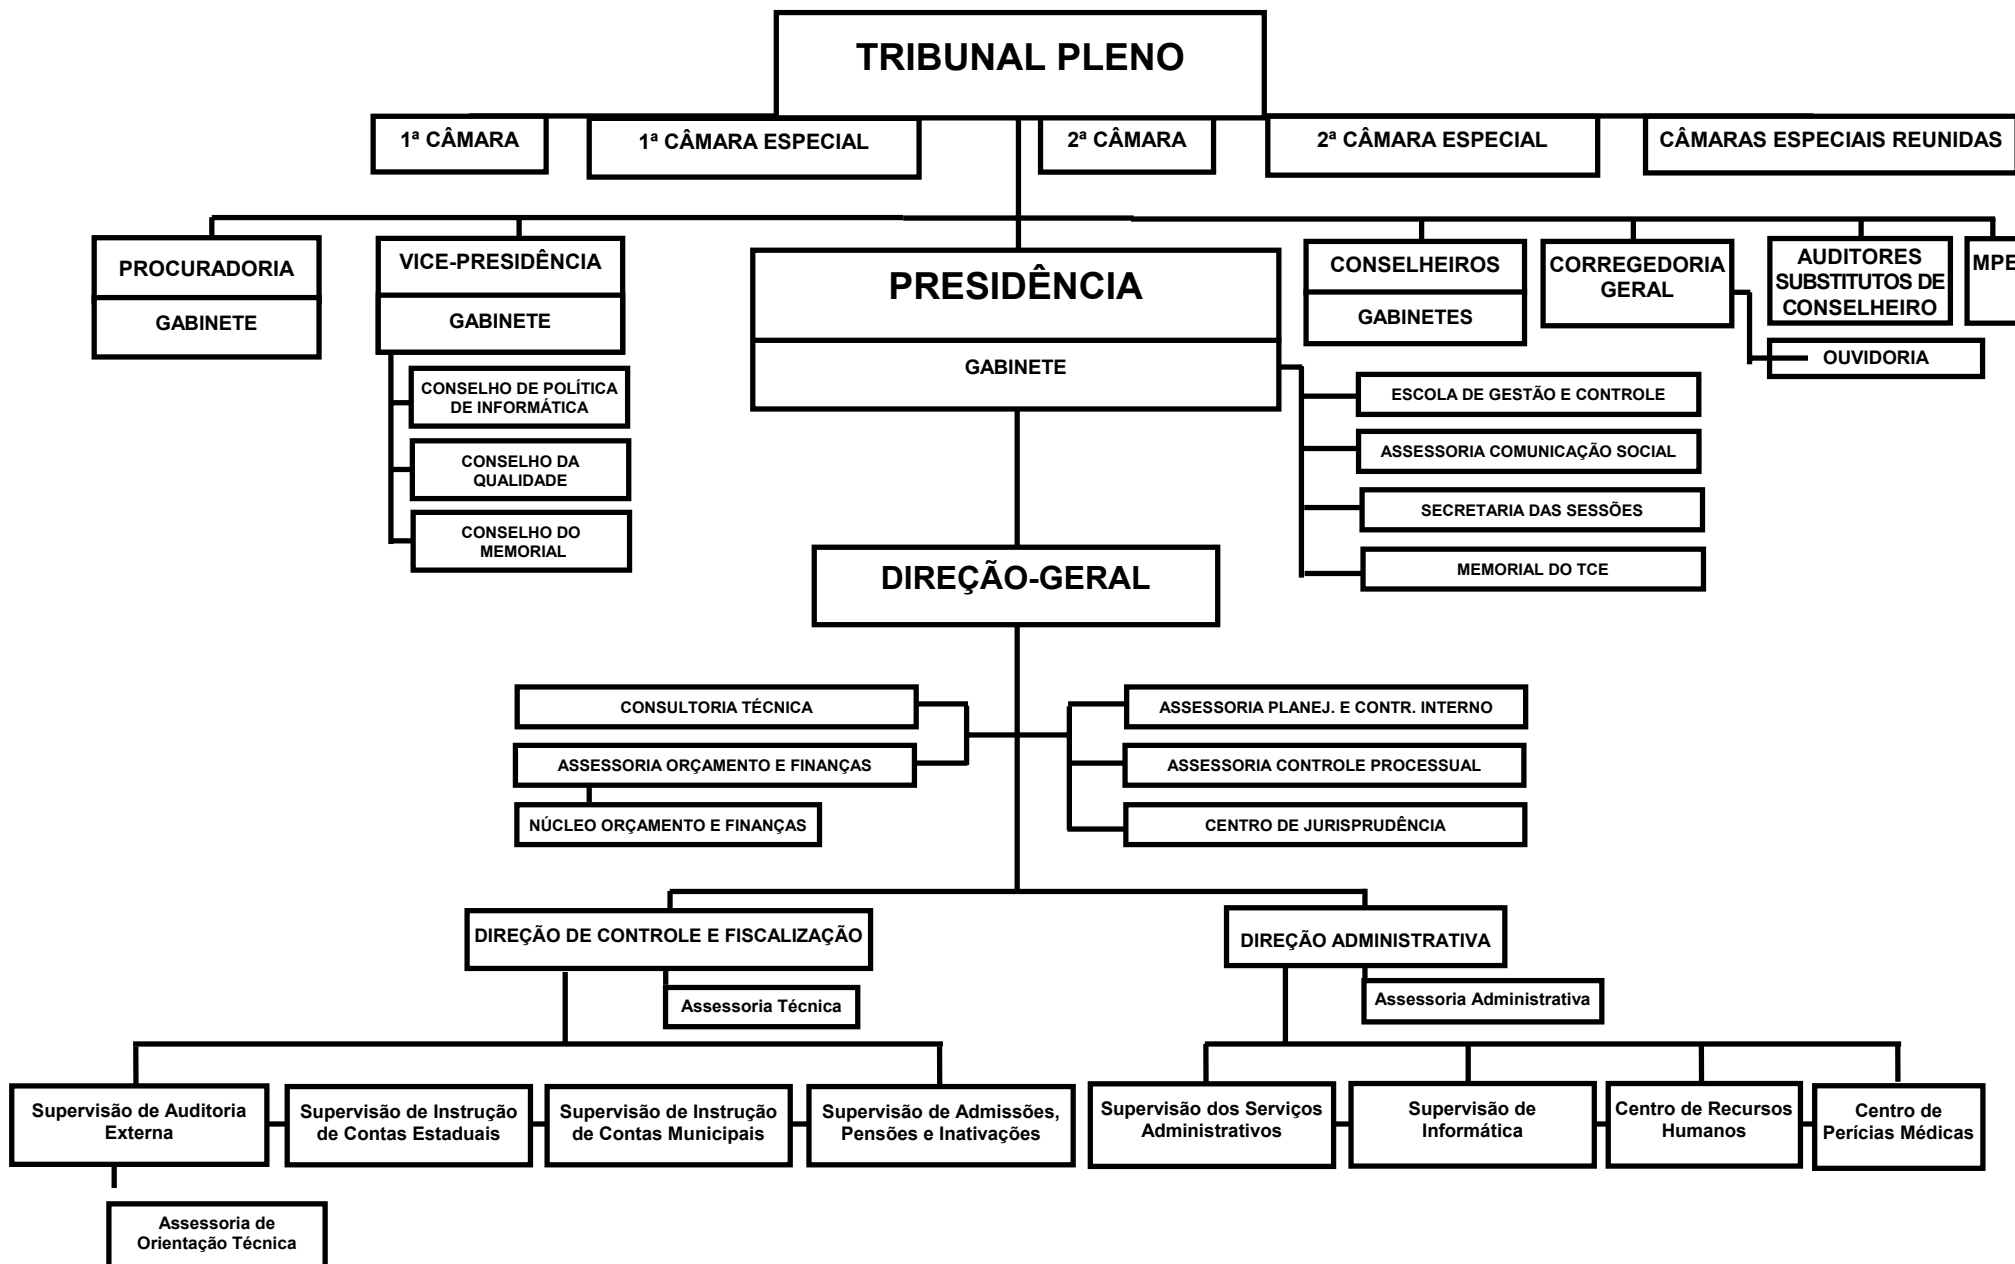 TRIBUNAL PLENO
1ª CÂMARA
1ª CÂMARA ESPECIAL
2ª CÂMARA
2ª CÂMARA ESPECIAL
CÂMARAS ESPECIAIS REUNIDAS
PROCURADORIA
GABINETE
VICE-PRESIDÊNCIA
GABINETE
CONSELHO DE POLÍTICA
DE INFORMÁTICA
CONSELHO DA
QUALIDADE
CONSELHO DO
MEMORIAL
PRESIDÊNCIA
GABINETE
CONSELHEIROS
GABINETES
CORREGEDORIA
GERAL
AUDITORES
SUBSTITUTOS DE
CONSELHEIRO
MPE
OUVIDORIA
ESCOLA DE GESTÃO E CONTROLE
ASSESSORIA COMUNICAÇÃO SOCIAL
SECRETARIA DAS SESSÕES
MEMORIAL DO TCE
DIREÇÃO-GERAL
CONSULTORIA TÉCNICA
ASSESSORIA ORÇAMENTO E FINANÇAS
NÚCLEO ORÇAMENTO E FINANÇAS
ASSESSORIA PLANEJ. E CONTR. INTERNO
ASSESSORIA CONTROLE PROCESSUAL
CENTRO DE JURISPRUDÊNCIA
DIREÇÃO DE CONTROLE E FISCALIZAÇÃO
Assessoria Técnica
DIREÇÃO ADMINISTRATIVA
Assessoria Administrativa
Supervisão de Auditoria
Externa
Supervisão de Instrução
de Contas Estaduais
Supervisão de Instrução
de Contas Municipais
Supervisão de Admissões,
Pensões e Inativações
Supervisão dos Serviços
Administrativos
Supervisão de
Informática
Centro de Recursos
Humanos
Centro de
Perícias Médicas
Assessoria de
Orientação Técnica